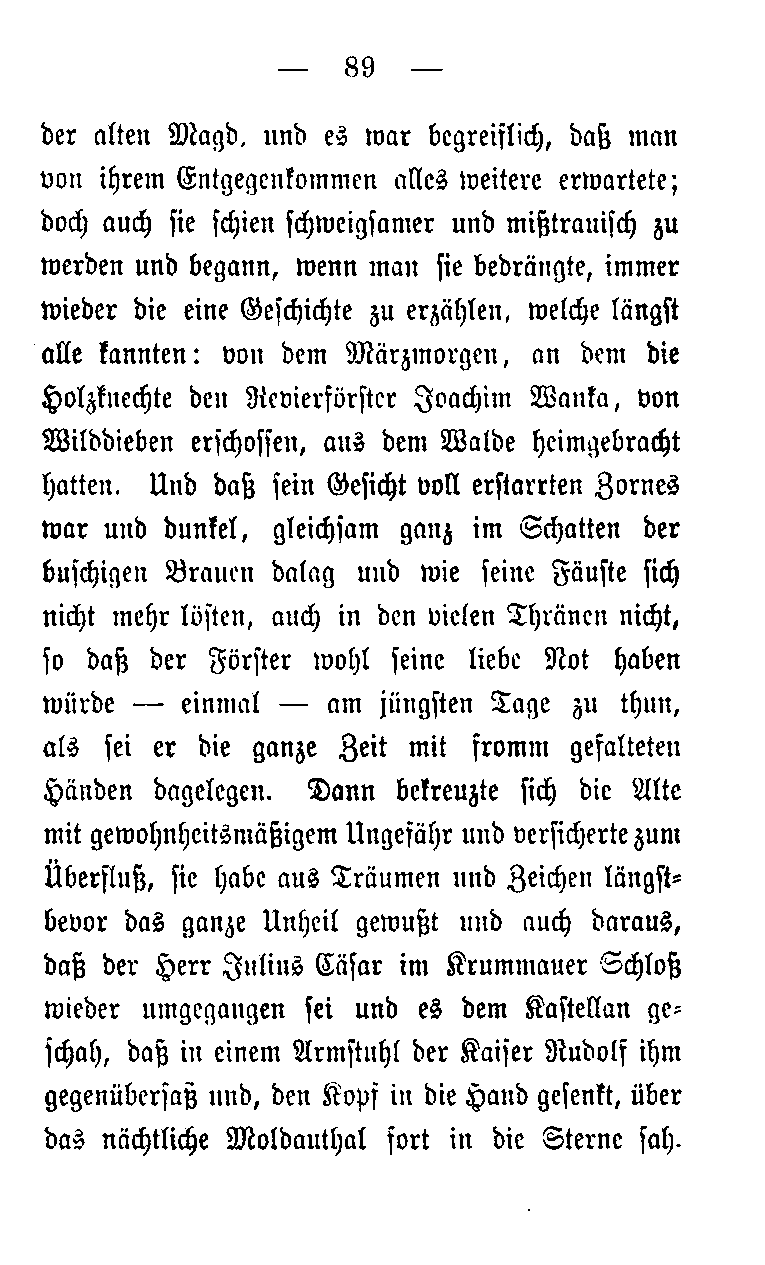 — 89 —
der alten Magd, und es war begreiflich, daß man
von ihrem Entgegenkommen alles weitere erwartete;
doch auch sie schien schweigsamer und mißtrauisch zu
werden und begann, wenn man sie bedrängte, immer
wieder die eine Geschichte zu erzählen, welche längst
alle kannten: von dem Märzmorgen, an dem die
Holzknechte den Revierförster Joachim Wanka, von
Wilddieben erschossen, aus dem Walde heimgebracht
hatten. Und daß sein Gesicht voll erstarrten Zornes
war und dunkel, gleichsam ganz im Schatten der
buschigen Brauen dalag und wie seine Fäuste sich
nicht mehr lösten, auch in den vielen Thränen nicht,
so daß der Förster wohl seine liebe Not haben
würde — einmal — am jüngsten Tage zu thun,
als sei er die ganze Zeit mit fromm gefalteten
Händen dagelegen. Dann bekreuzte sich die Alte
mit gewohnheitsmäßigem Ungefähr und versicherte zum
Überfluß, sie habe aus Träumen und Zeichen längst-
bevor das ganze Unheil gewußt und auch daraus,
daß der Herr Julius Cäsar im Krummauer Schloß
wieder umgegangen sei und es dem Kastellan ge-
schah, daß in einem Armstuhl der Kaiser Rudolf ihm
gegenübersaß und, den Kopf in die Hand gesenkt, über
das nächtliche Moldauthal fort in die Sterne sah.